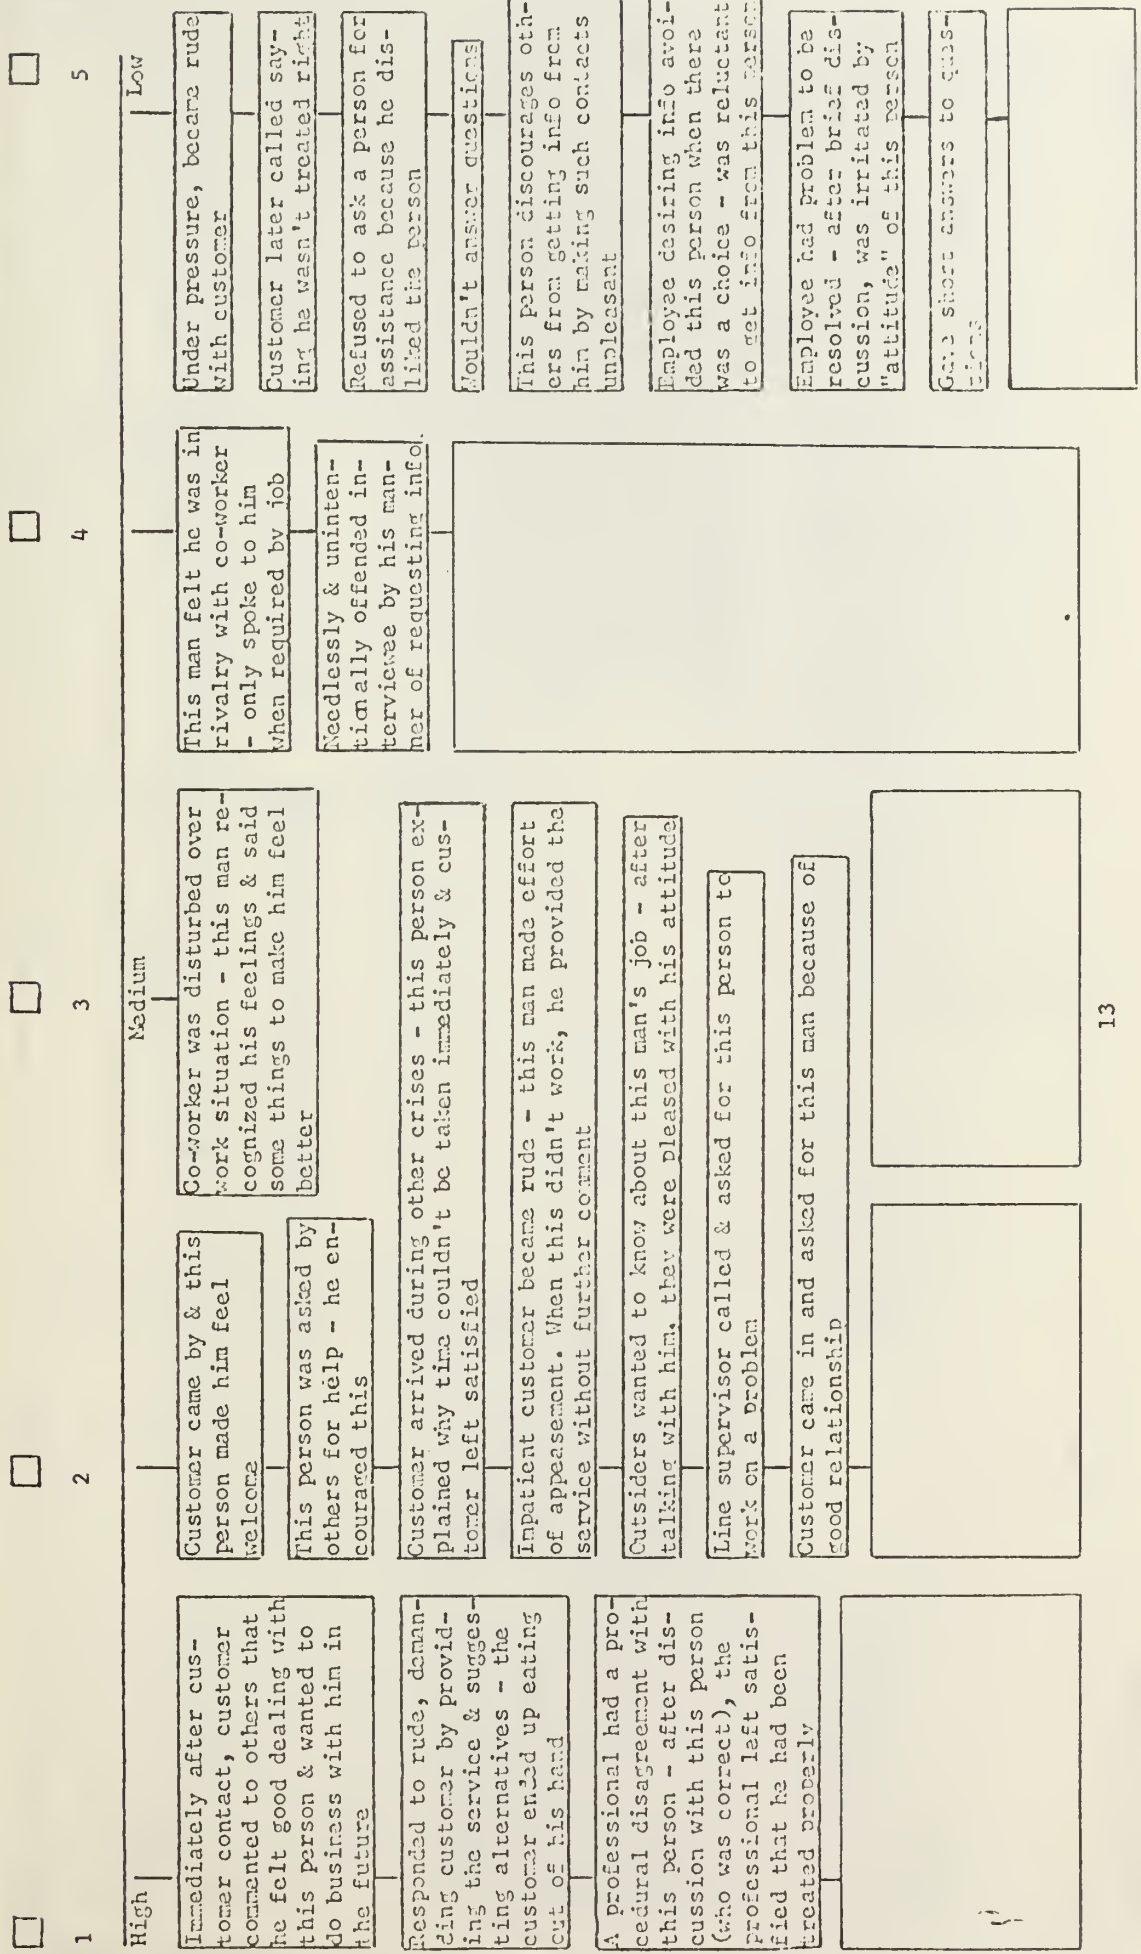 1
2
3
4
5
High
Medium
Low
Immediately after cus-
tomer contact, customer
commented to others that
he felt good dealing with
this person & wanted to
do business with him in
the future
Responded to rude, deman-
ding customer by provid-
ing the service & sugges-
ting alternatives - the
customer ended up eating
out of his hand
A professional had a pro-
cedural disagreement with
this person - after dis-
cussion with this person
(who was correct), the
professional left satis-
fied that he had been
treated properly
Customer came by & this
person made him feel
welcome
This person was asked by
others for help - he en-
couraged this
Customer arrived during other crises - this person ex-
plained why time couldn't be taken immediately & cus-
tomer left satisfied
Inpatient customer became rude - this man made effort
of appeasement. When this didn't work, he provided the
service without further comment
Outsiders wanted to know about this man's job - after
talking with him, they were pleased with his attitude
Line supervisor called & asked for this person to
work on a problem
Customer came in and asked for this man because of
good relationship
Co-worker was disturbed over
work situation - this man re-
cognized his feelings & said
some things to make him feel
better
This man felt he was in
rivalry with co-worker
- only spoke to him
when required by job
Needlessly & uninten-
tionally offended in-
terviewee by his man-
ner of requesting info.
Under pressure, became rude
with customer
Customer later called say-
ing he wasn't treated right
Refused to ask a person for
assistance because he dis-
liked the person
Wouldn't answer questions
This person discourages oth-
ers from getting info from
him by making such contacts
unpleasant
Employee desiring info avoi-
ded this person when there
was a choice - was reluctant
to get info from this person
Employee had problem to be
resolved - after brief dis-
cussion, was irritated by
"attitude" of this person
Gave short answers to ques-
tions
13